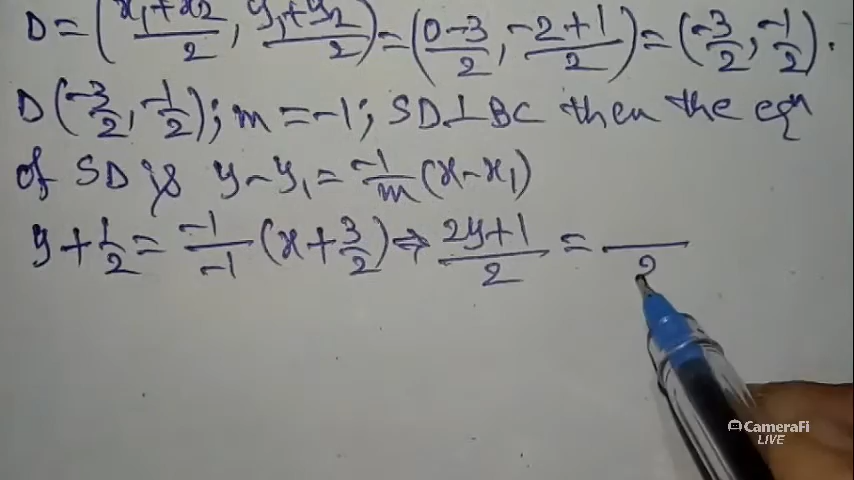 D = (x₁+x₂/2, y₁+y₂/2) = (0-3/2, -2+1/2) = (-3/2, -1/2).
D(-3/2, -1/2); m = -1; SD⊥BC then the eqn
of SD is y-y₁ = -1/m (x-x₁)
y+1/2 = -1/-1 (x+3/2) ⇒ 2y+1/2 = /2
CameraFi
LIVE